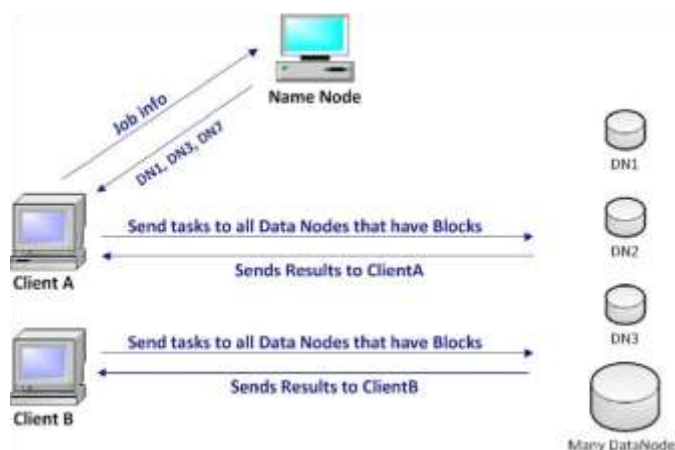 Name Node
Job info
DN1, DN3, DN7
DN1
Send tasks to all Data Nodes that have Blocks
DN2
Sends Results to ClientA
Client A
DN3
Send tasks to all Data Nodes that have Blocks
Sends Results to ClientB
Client B
Many DataNode